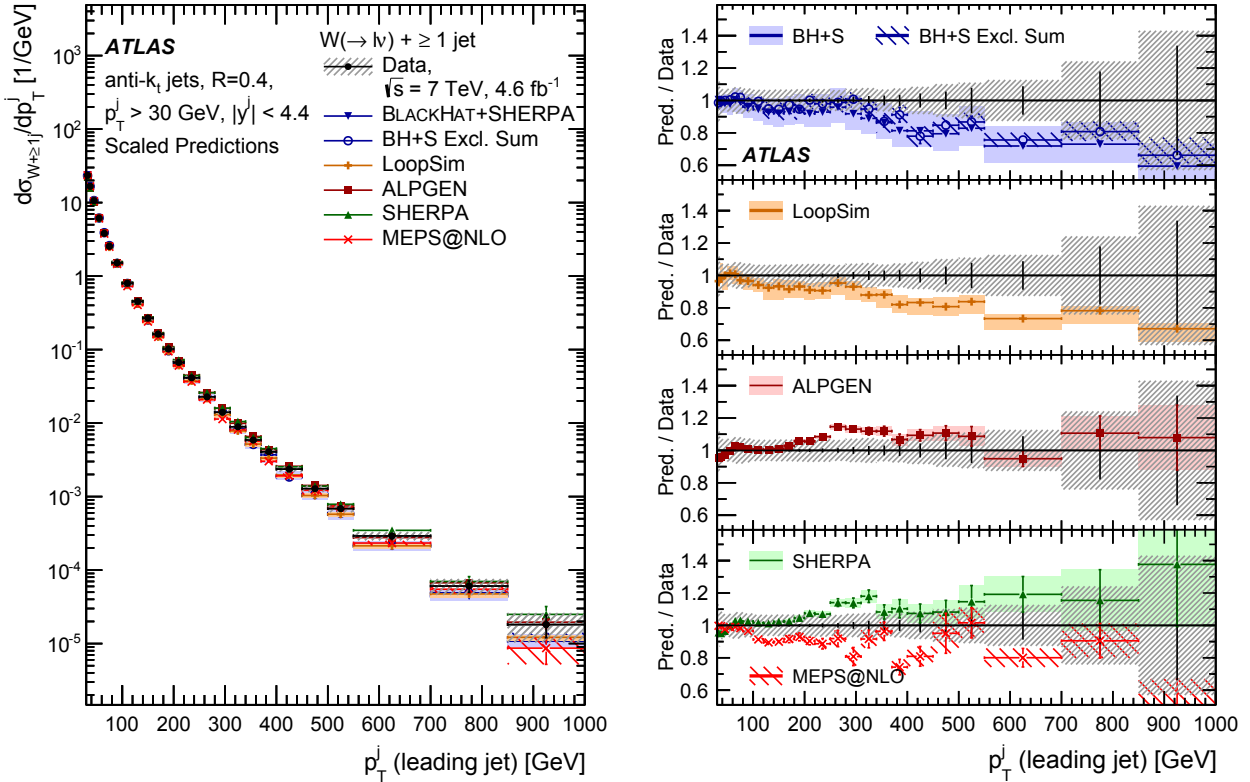 dσ_{W+≥1j}/dp_T^j [1/GeV]
10^3
10^2
10
1
10^-1
10^-2
10^-3
10^-4
10^-5
ATLAS
anti-k_t jets, R=0.4,
p_T^j > 30 GeV, |y^j| < 4.4
Scaled Predictions
W(→ lν) + ≥ 1 jet
Data,
√s = 7 TeV, 4.6 fb^-1
BLACKHAT+SHERPA
BH+S Excl. Sum
LoopSim
ALPGEN
SHERPA
MEPS@NLO
100 200 300 400 500 600 700 800 900 1000
p_T^j (leading jet) [GeV]
Pred. / Data
1.4
1.2
1
0.8
0.6
BH+S
BH+S Excl. Sum
ATLAS
Pred. / Data
1.4
1.2
1
0.8
0.6
LoopSim
Pred. / Data
1.4
1.2
1
0.8
0.6
ALPGEN
Pred. / Data
1.4
1.2
1
0.8
0.6
SHERPA
MEPS@NLO
100 200 300 400 500 600 700 800 900 1000
p_T^j (leading jet) [GeV]